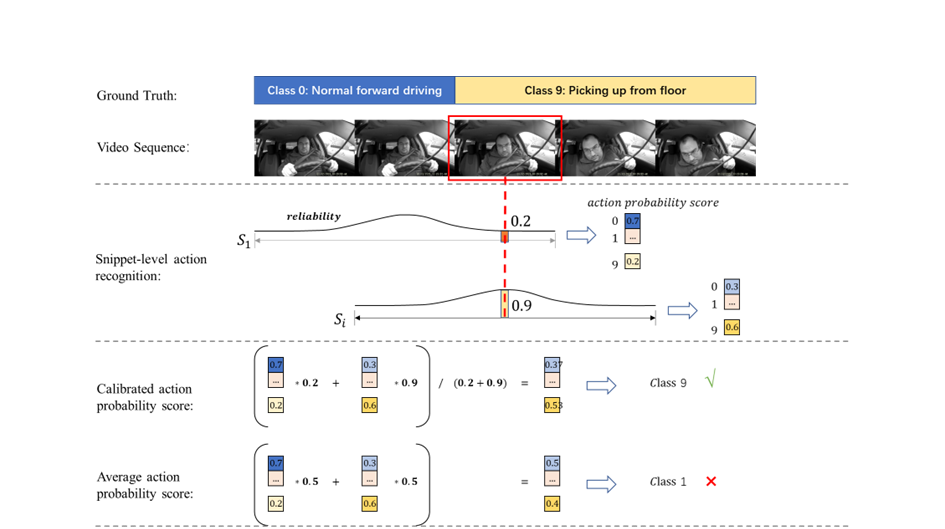 Ground Truth: Class 0: Normal forward driving Class 9: Picking up from floor
Video Sequence:
action probability score
reliability 0.2 0 0.7
S1 1 ...
9 0.2
Snippet-level action
recognition:
0 0.3
0.9 1 ...
Si 9 0.6
0.7 0.3 0.37
Calibrated action ... * 0.2 + ... * 0.9 / (0.2 + 0.9) = ... Class 9 √
probability score: 0.2 0.6 0.53
0.7 0.3 0.5
Average action ... * 0.5 + ... * 0.5 = ... Class 1 ×
probability score: 0.2 0.6 0.4